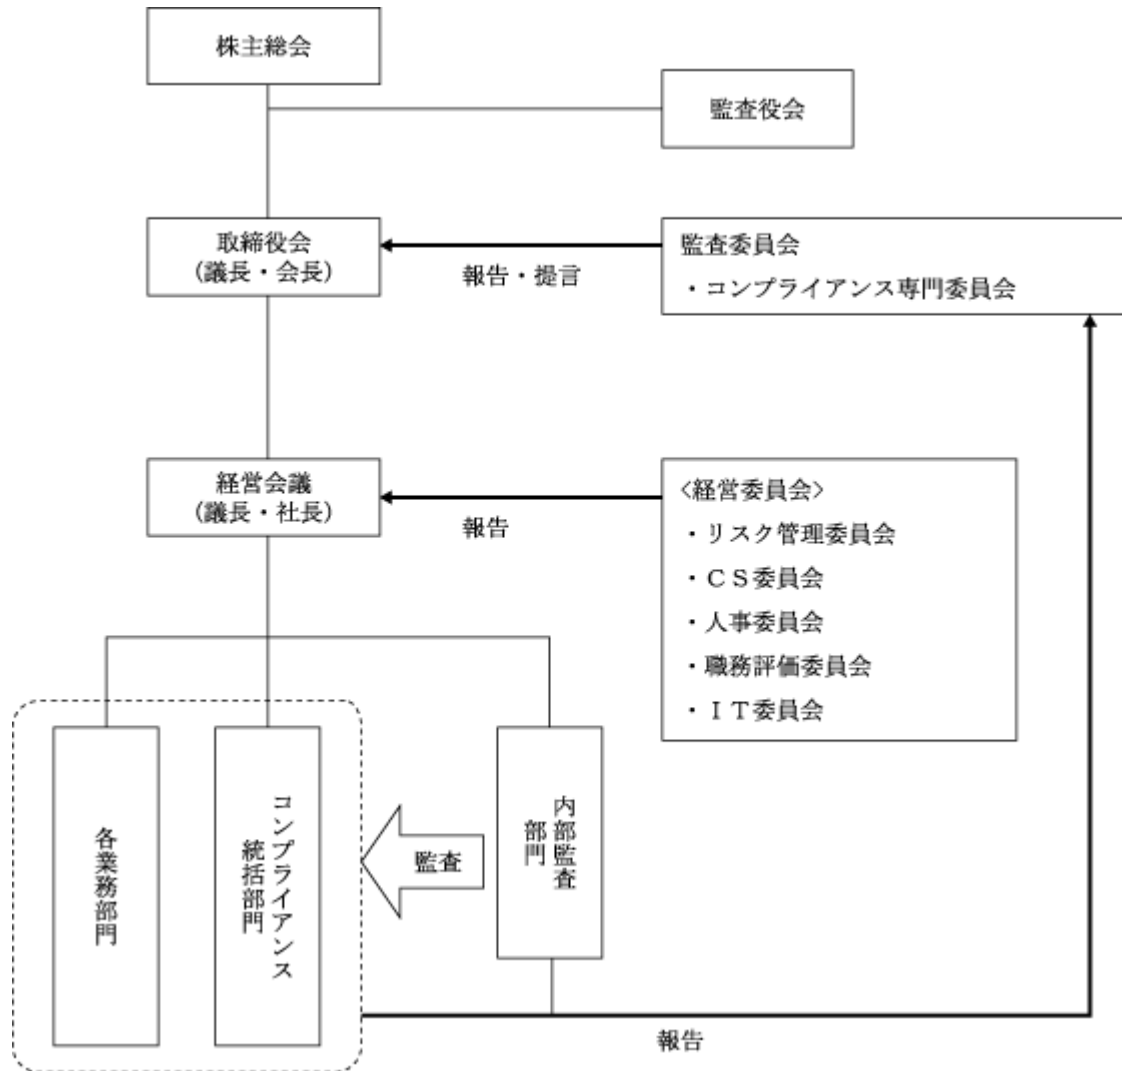 株主総会
監査役会
取締役会
（議長・会長）
報告・提言
監査委員会
・コンプライアンス専門委員会
経営会議
（議長・社長）
報告
<経営委員会>
・リスク管理委員会
・ＣＳ委員会
・人事委員会
・職務評価委員会
・ＩＴ委員会
各業務部門
コンプライアンス
統括部門
監査
内部監査
部門
報告